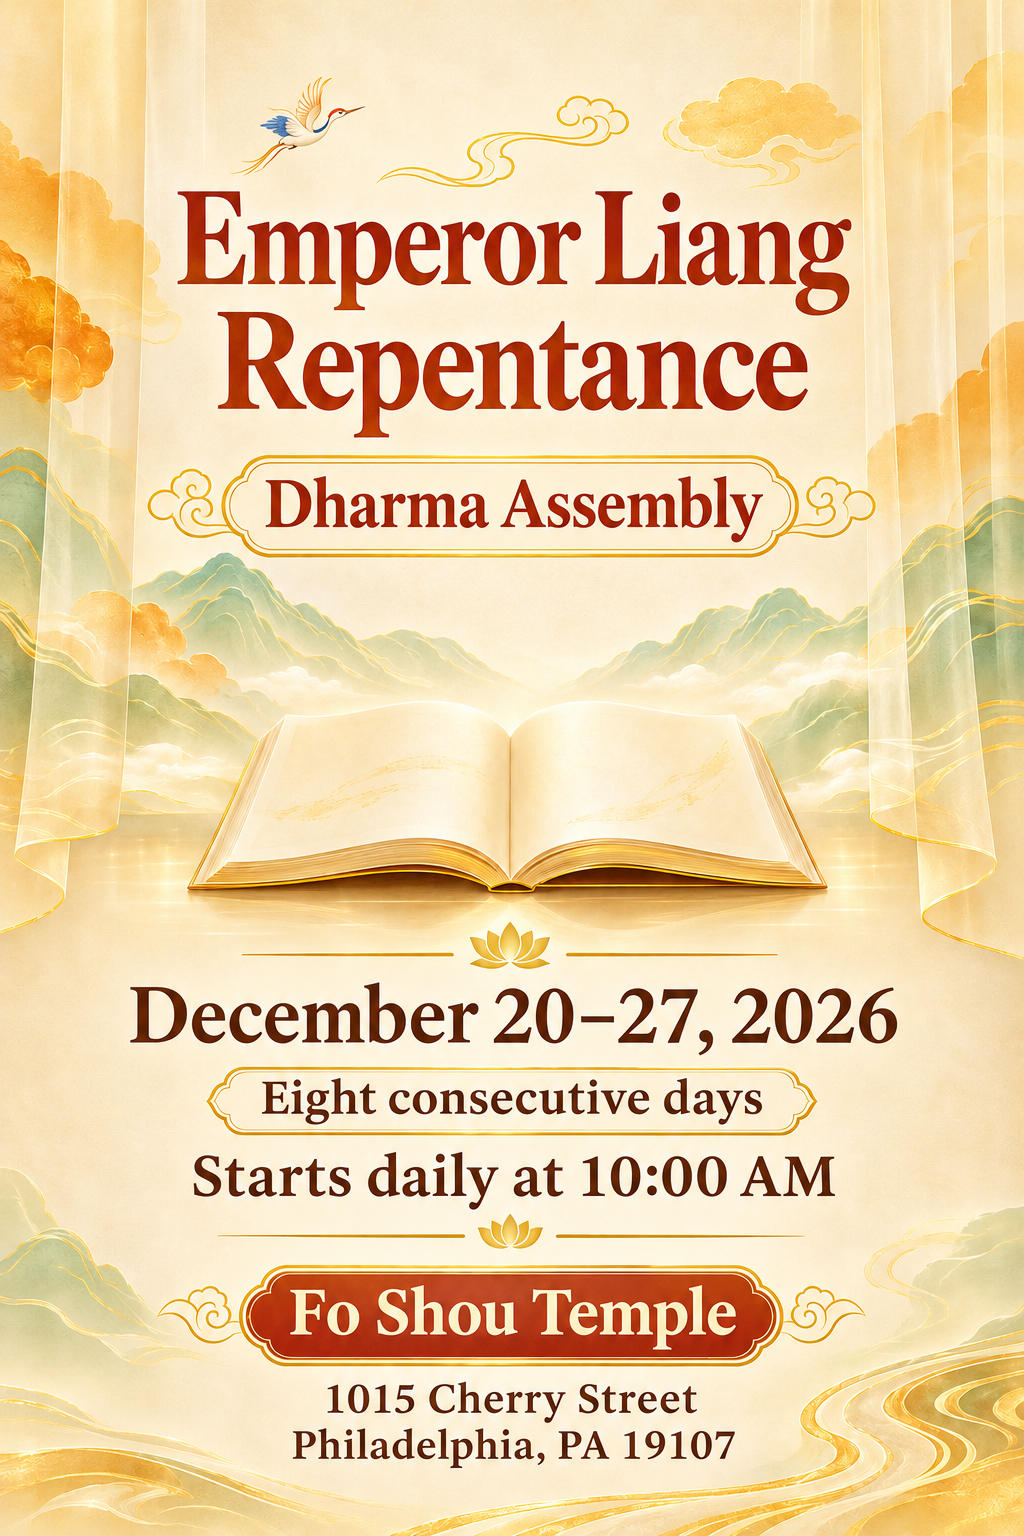 Emperor Liang
Repentance
Dharma Assembly
December 20–27, 2026
Eight consecutive days
Starts daily at 10:00 AM
Fo Shou Temple
1015 Cherry Street
Philadelphia, PA 19107